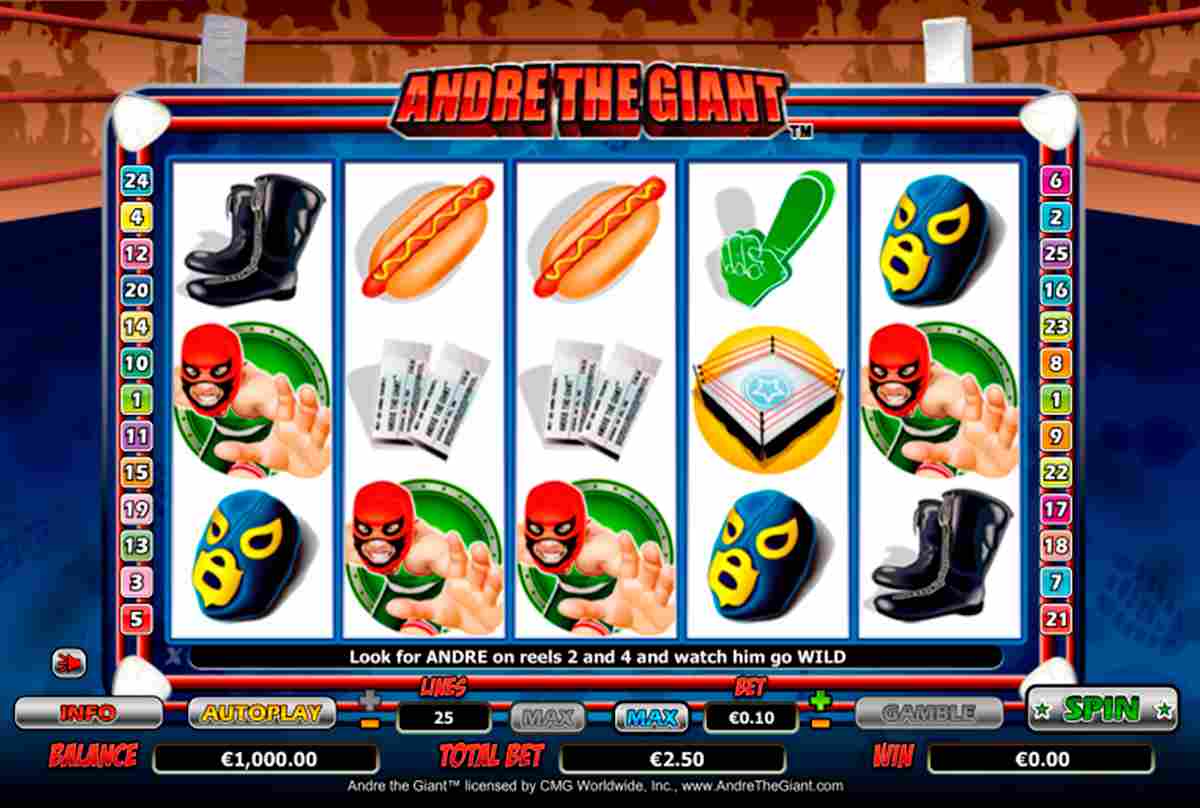 ANDRE THE GIANT™
24 6
4 2
12 25
20 16
14 23
10 8
1 1
11 9
15 22
19 17
13 18
3 7
5 21
Look for ANDRE on reels 2 and 4 and watch him go WILD
LINES BET
INFO AUTOPLAY 25 MAX MAX €0.10 GAMBLE SPIN
BALANCE €1,000.00 TOTAL BET €2.50 WIN €0.00
Andre the Giant™ licensed by CMG Worldwide, Inc., www.AndreTheGiant.com